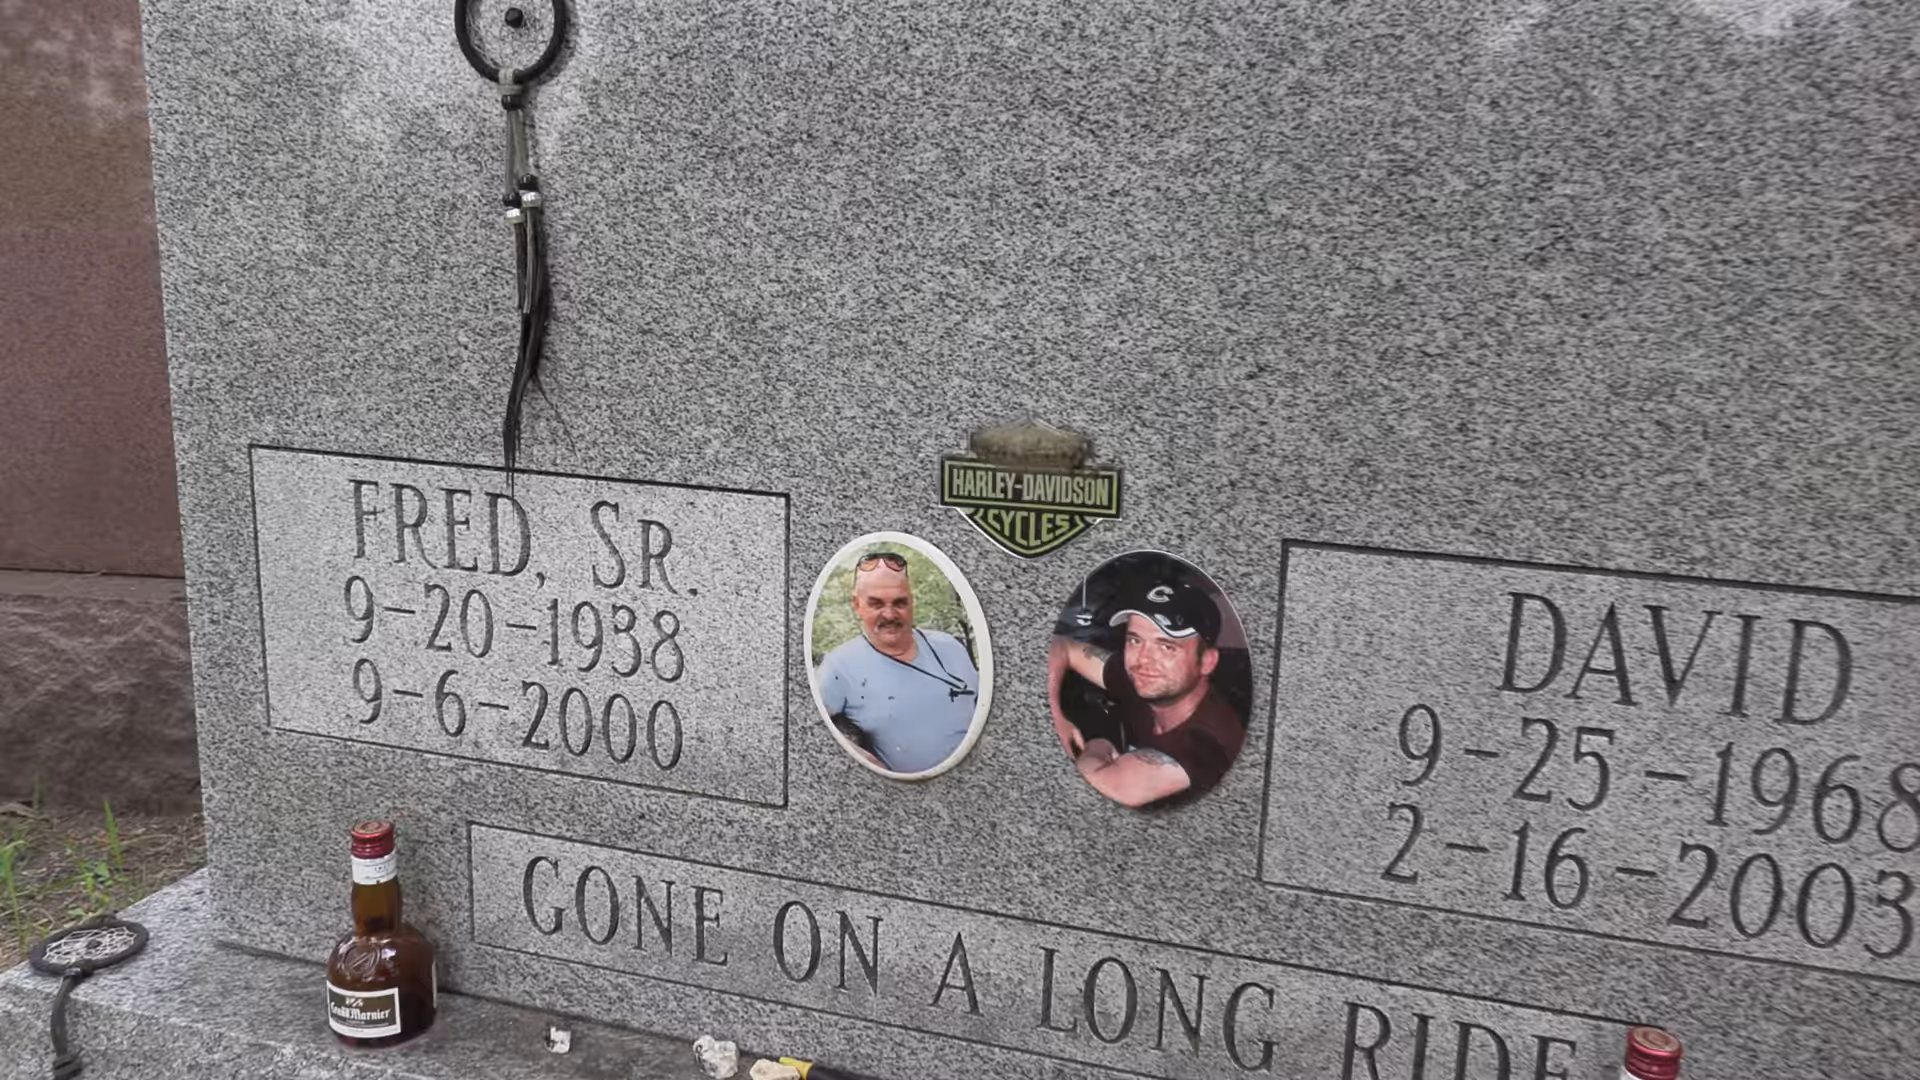 HARLEY-DAVIDSON
CYCLES
FRED, SR.
9-20-1938
9-6-2000
C
DAVID
9-25-1968
2-16-2003
GONE ON A LONG RIDE
Grand Marnier